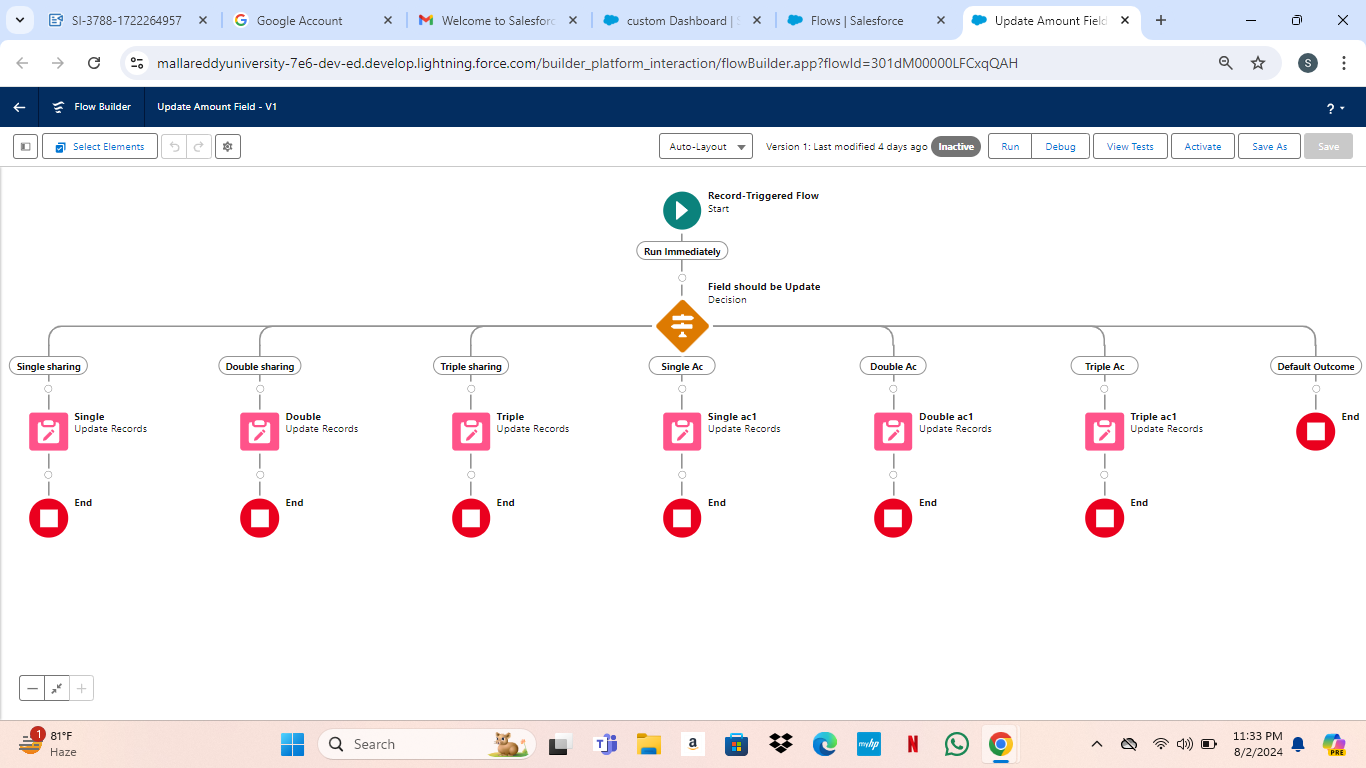 SI-3788-1722264957
Google Account
Welcome to Salesforc
custom Dashboard |
Flows | Salesforce
Update Amount Field
mallareddyuniversity-7e6-dev-ed.develop.lightning.force.com/builder_platform_interaction/flowBuilder.app?flowId=301dM00000LFCxqQAH
S
Flow Builder
Update Amount Field - V1
?
Select Elements
Auto-Layout
Version 1: Last modified 4 days ago
Inactive
Run
Debug
View Tests
Activate
Save As
Save
Record-Triggered Flow
Start
Run Immediately
Field should be Update
Decision
Single sharing
Double sharing
Triple sharing
Single Ac
Double Ac
Triple Ac
Default Outcome
Single
Update Records
Double
Update Records
Triple
Update Records
Single ac1
Update Records
Double ac1
Update Records
Triple ac1
Update Records
End
End
End
End
End
End
End
1
81°F
Haze
Search
a
myhp
N
11:33 PM
8/2/2024
PRE